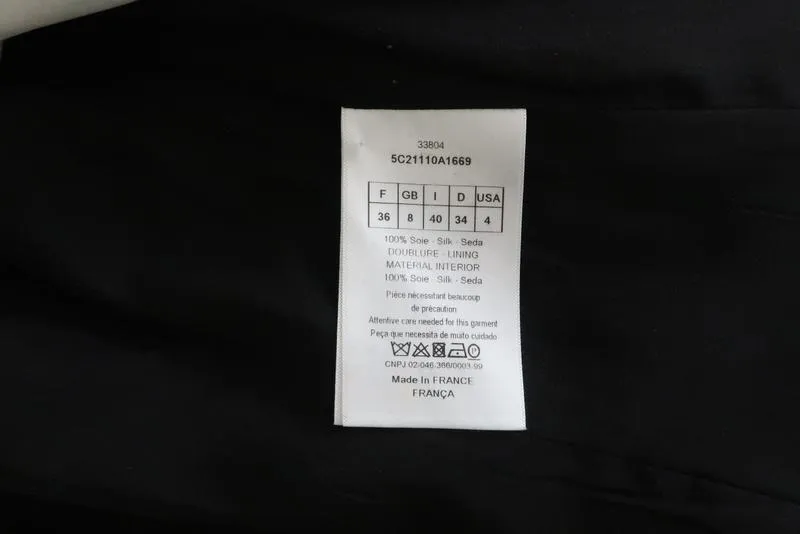 33804
5C21110A1669
F GB I D USA
36 8 40 34 4
100% Soie - Silk - Seda
DOUBLURE - LINING
MATERIAL INTERIOR
100% Soie - Silk - Seda
Pièce nécessitant beaucoup
de précaution
Attentive care needed for this garment
Peça que necessita de muito cuidado
P
CNPJ 02-046-366/0003-99
Made In FRANCE
FRANÇA